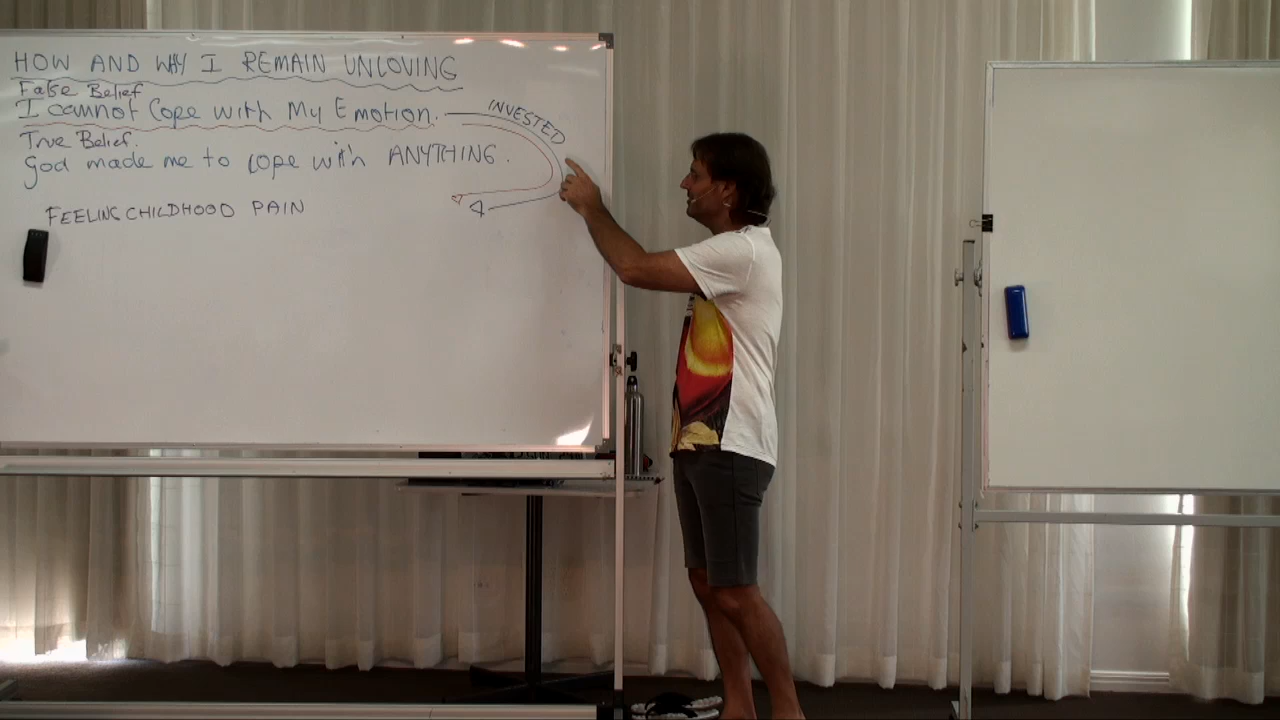 HOW AND WHY I REMAIN UNLOVING
False Belief
I cannot Cope with My Emotion.
INVESTED
True Belief.
God made me to cope with ANYTHING.
FEELING CHILDHOOD PAIN